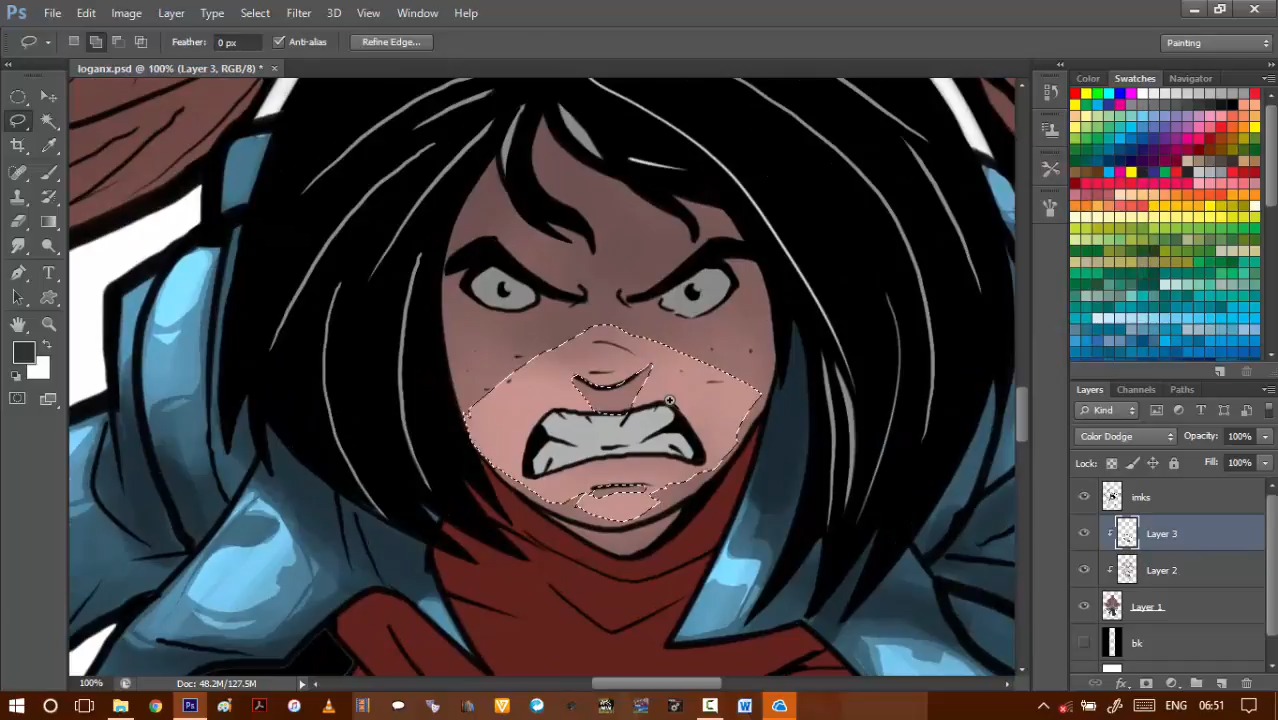 Ps File Edit Image Layer Type Select Filter 3D View Window Help
Feather: 0 px Anti-alias Refine Edge... Painting
loganx.psd @ 100% (Layer 3, RGB/8) * ×
Color Swatches Navigator
Layers Channels Paths
Kind
Color Dodge Opacity: 100%
Lock: Fill: 100%
imks
Layer 3
Layer 2
Layer 1
bk
fx
100% Doc: 48.2M/127.5M
Ps W ENG 06:51